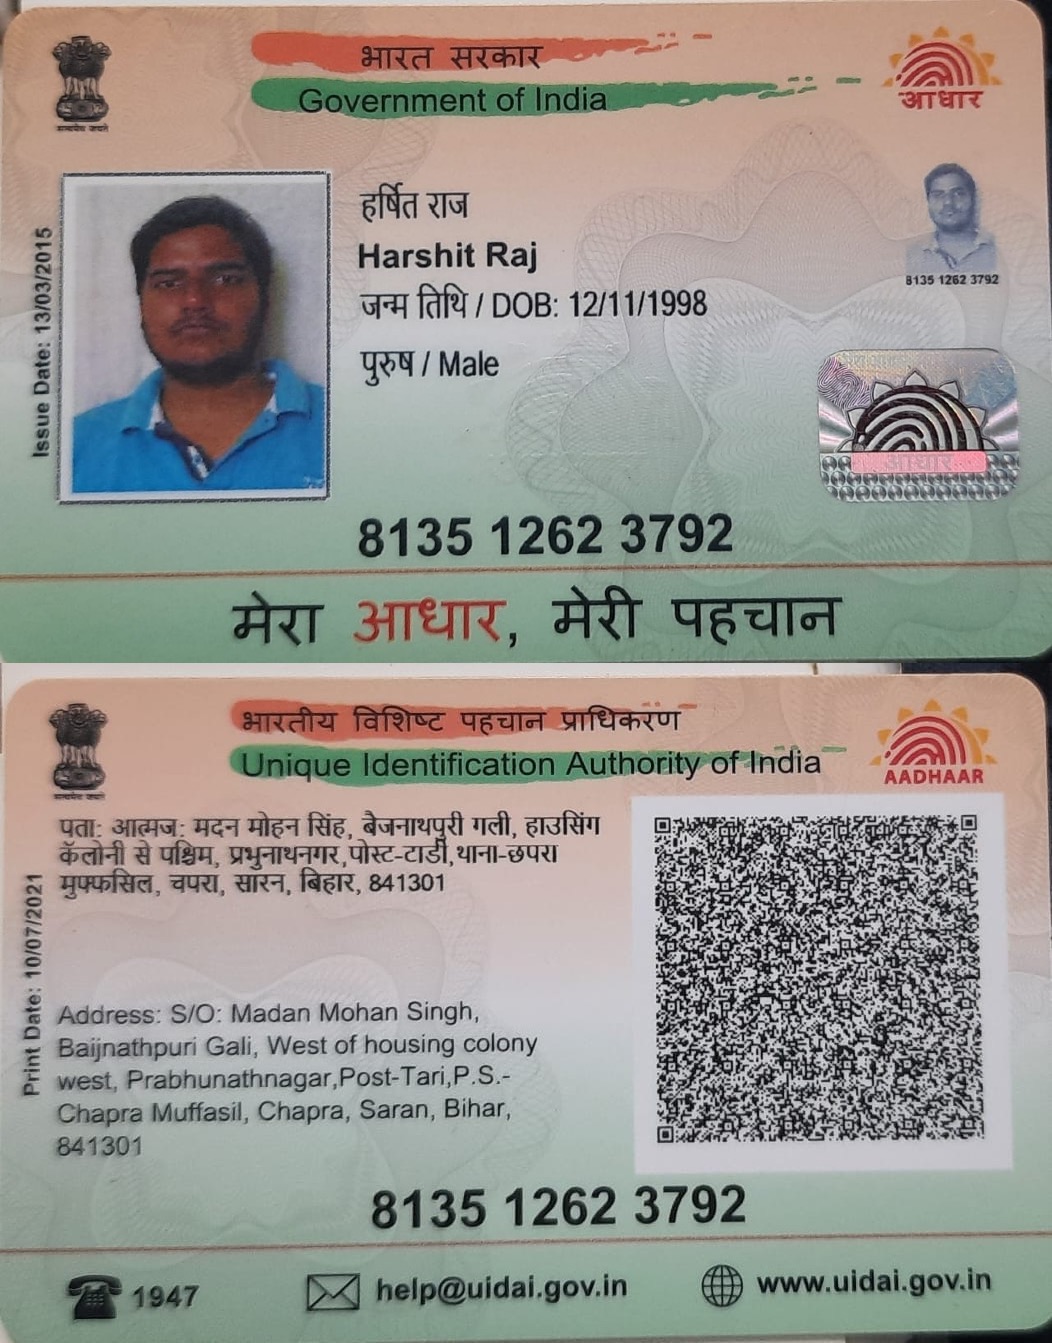 भारत सरकार
Government of India
आधार
सत्यमेव जयते
Issue Date: 13/03/2015
हर्षित राज
Harshit Raj
जन्म तिथि / DOB: 12/11/1998
पुरुष / Male
8135 1262 3792
आधार
8135 1262 3792
मेरा आधार, मेरी पहचान
भारतीय विशिष्ट पहचान प्राधिकरण
Unique Identification Authority of India
AADHAAR
सत्यमेव जयते
Print Date: 10/07/2021
पता: आत्मज: मदन मोहन सिंह, बैजनाथपुरी गली, हाउसिंग
कॅलोनी से पश्चिम, प्रभुनाथनगर,पोस्ट-टाडी,थाना-छपरा
मुफ्फसिल, चपरा, सारन, बिहार, 841301
Address: S/O: Madan Mohan Singh,
Baijnathpuri Gali, West of housing colony
west, Prabhunathnagar,Post-Tari,P.S.-
Chapra Muffasil, Chapra, Saran, Bihar,
841301
8135 1262 3792
1947
help@uidai.gov.in
www.uidai.gov.in